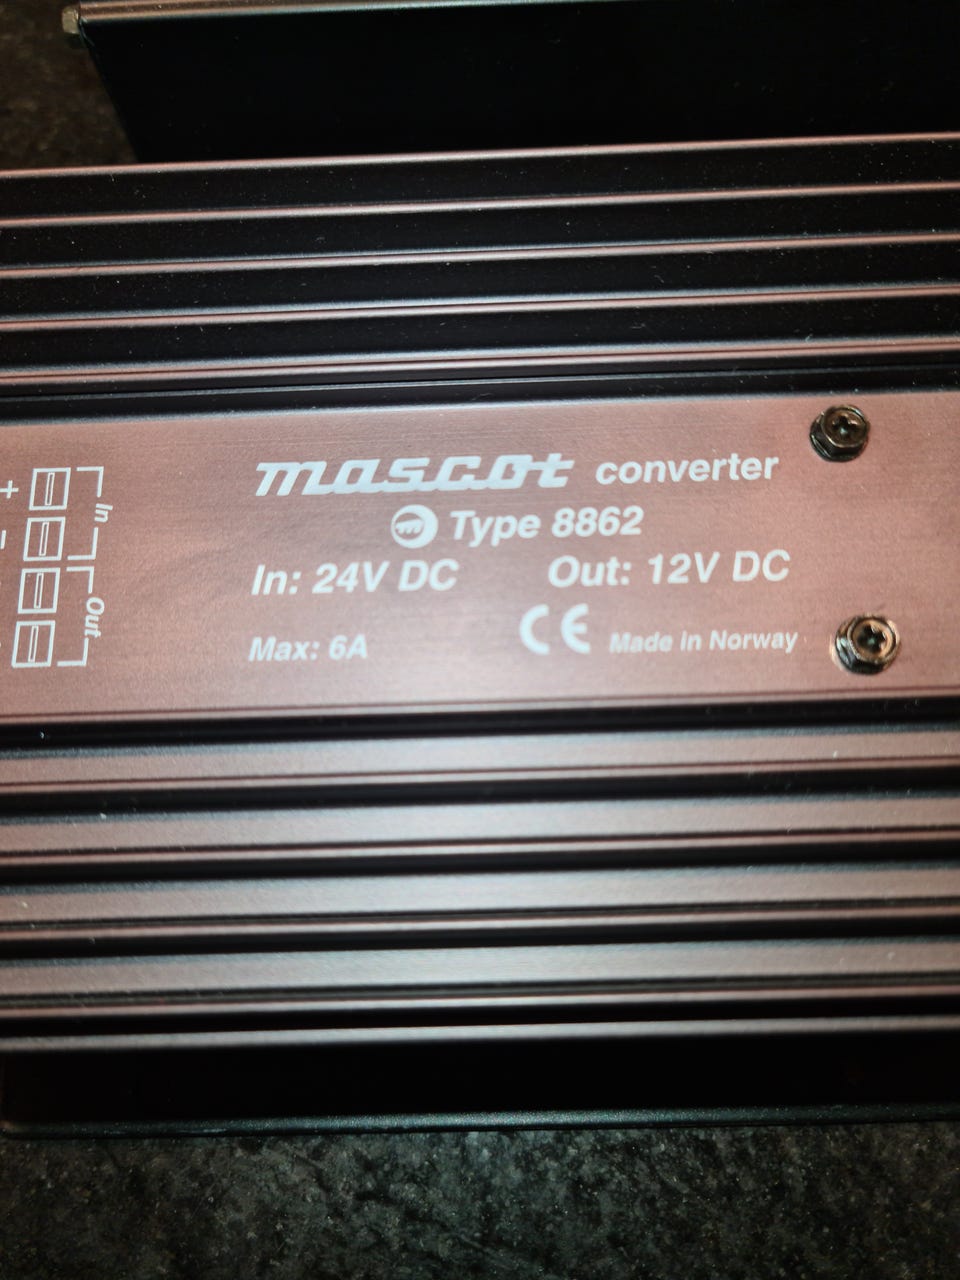 mascot converter
Type 8862
In: 24V DC Out: 12V DC
Max: 6A CE Made in Norway
+ In
-
Out